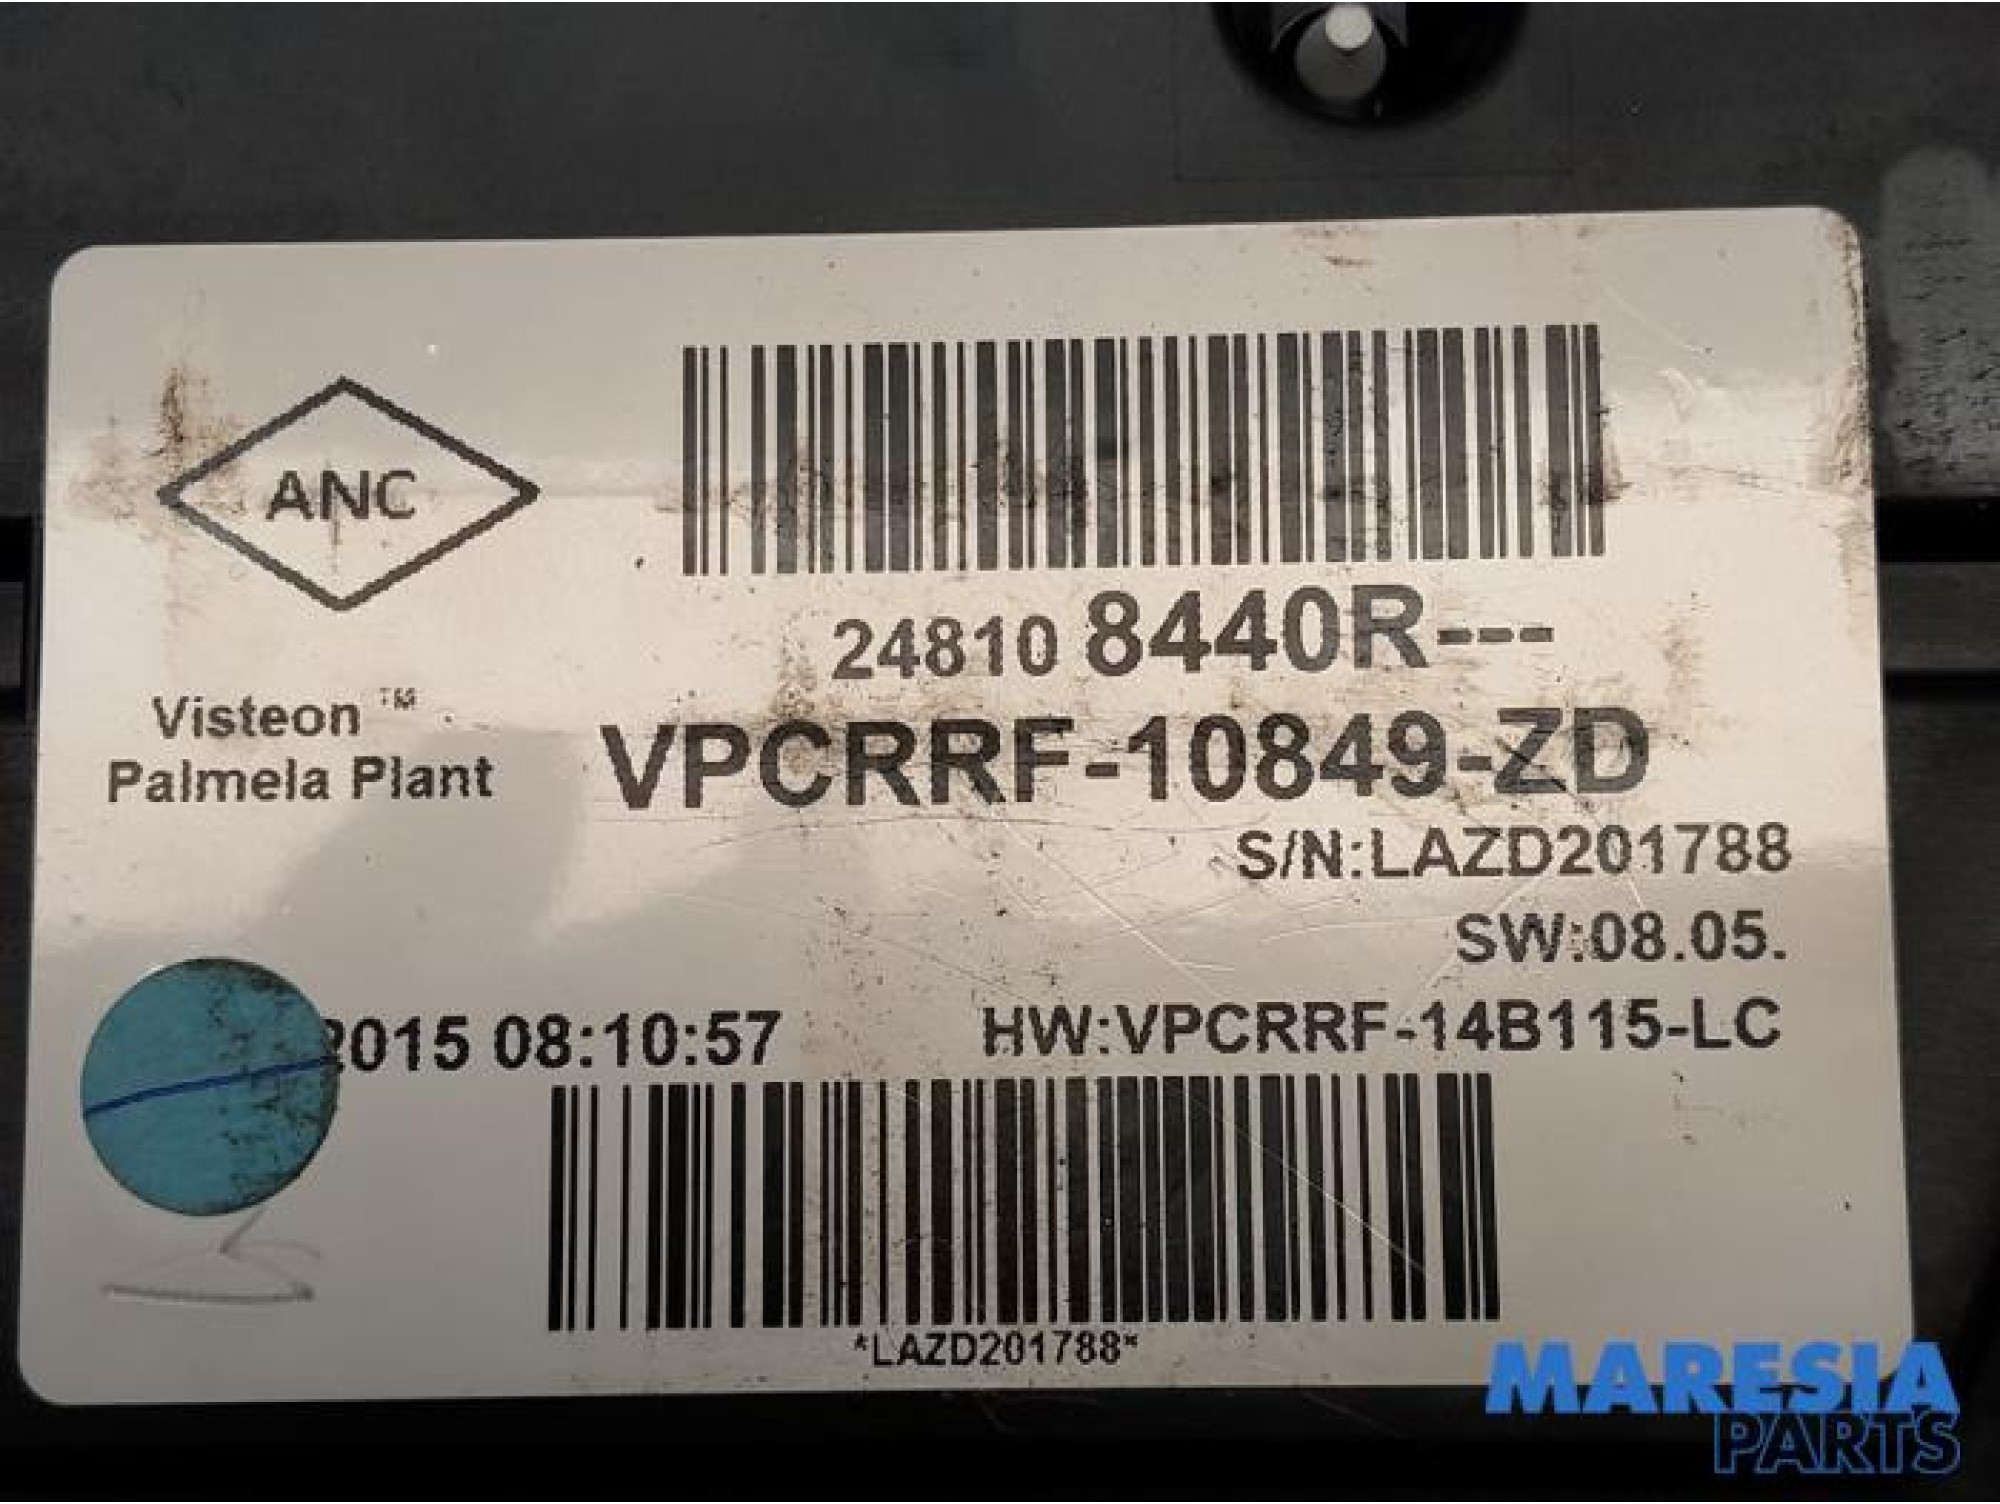 ANC
24810 8440R---
Visteon™
Palmela Plant
VPCRRF-10849-ZD
S/N:LAZD201788
SW:08.05.
2015 08:10:57
HW:VPCRRF-14B115-LC
*LAZD201788*
MARESIA
PARTS